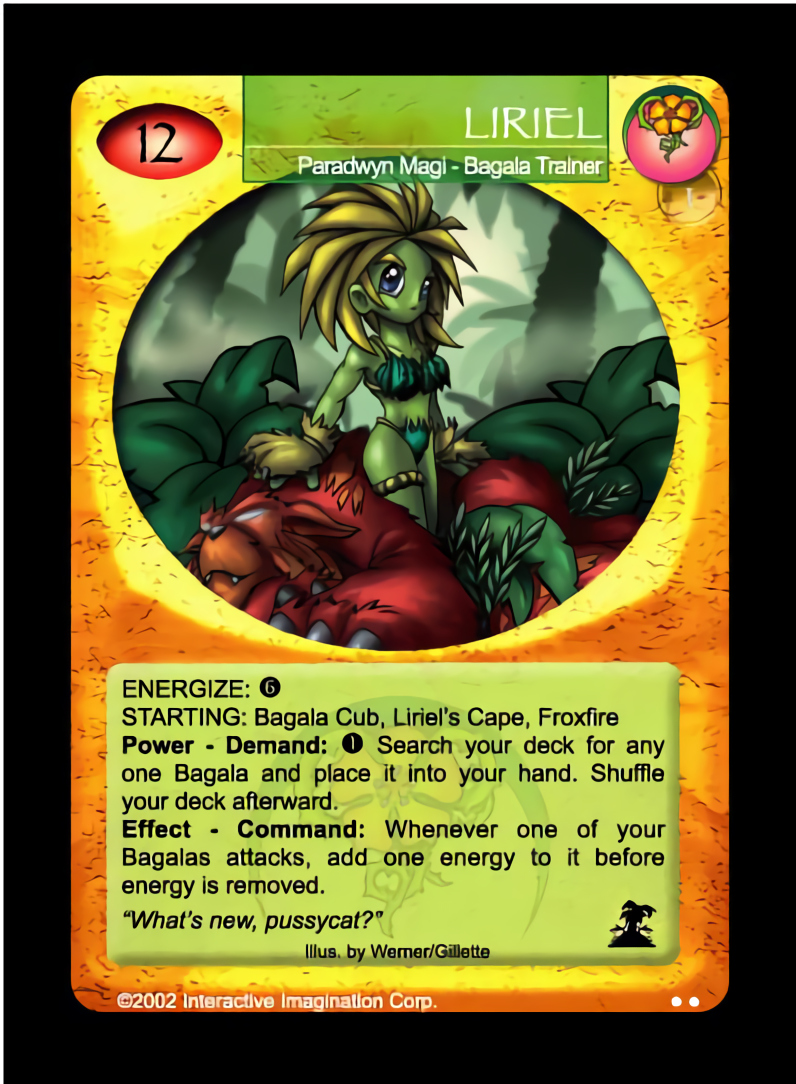 12
LIRIEL
Paradwyn Magi - Bagala Trainer
1
ENERGIZE: 6
STARTING: Bagala Cub, Liriel's Cape, Froxfire
Power - Demand: 1 Search your deck for any
one Bagala and place it into your hand. Shuffle
your deck afterward.
Effect - Command: Whenever one of your
Bagalas attacks, add one energy to it before
energy is removed.
"What's new, pussycat?"
Illus. by Werner/Gillette
©2002 Interactive Imagination Corp.